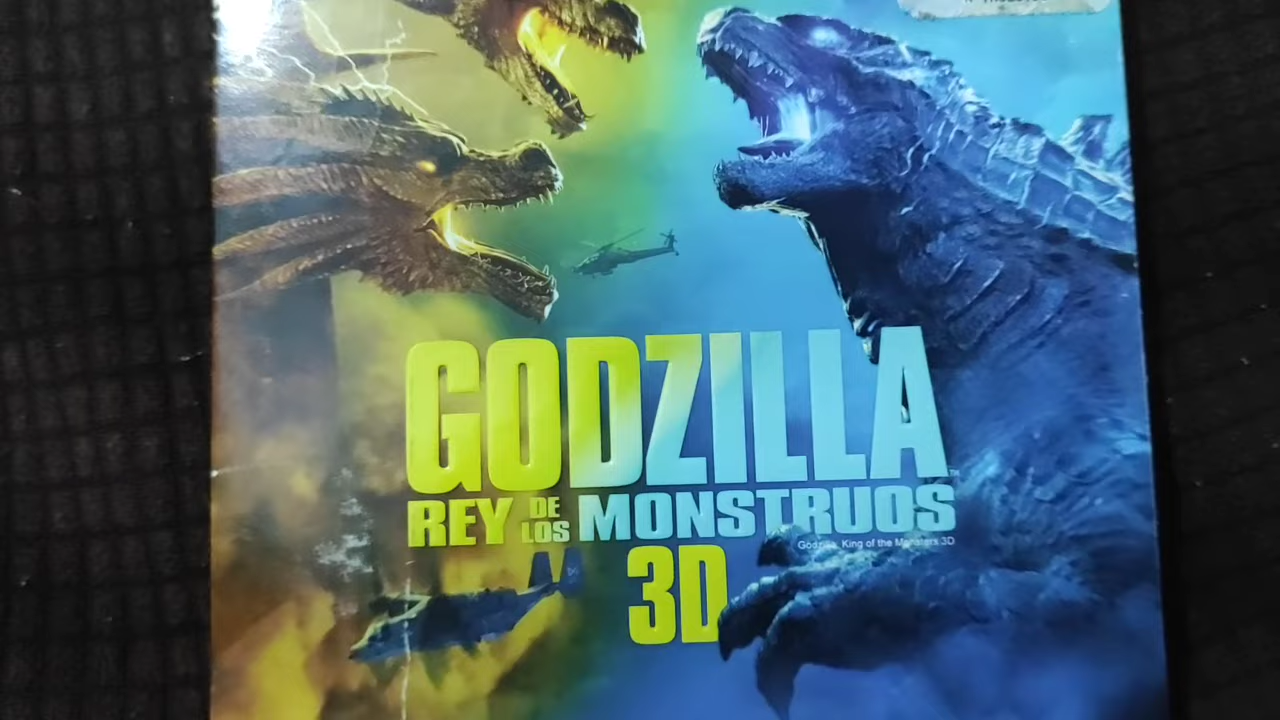 GODZILLA
REY DE LOS MONSTRUOS
Godzilla, King of the Monsters 3D
3D